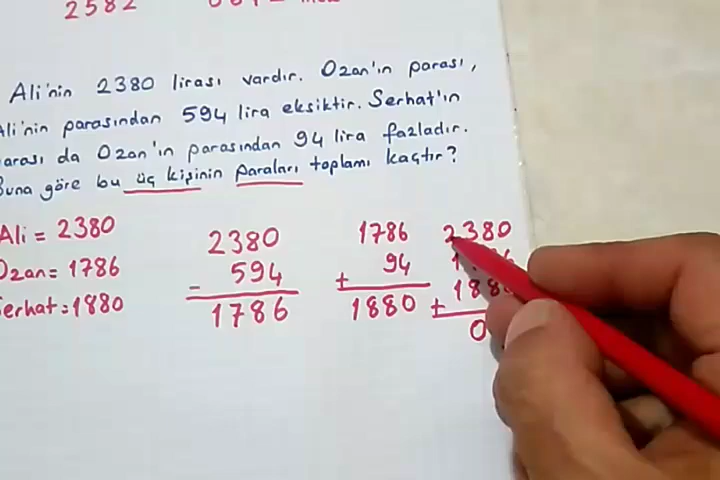 2582
Ali'nin 2380 lirası vardır. Ozan'ın parası,
Ali'nin parasından 594 lira eksiktir. Serhat'ın
parası da Ozan'ın parasından 94 lira fazladır.
Buna göre bu üç kişinin paraları toplamı kaçtır?
Ali = 2380
Ozan = 1786
Serhat = 1880
2380
- 594
1786
1786
+ 94
1880
2380
+ 188
0